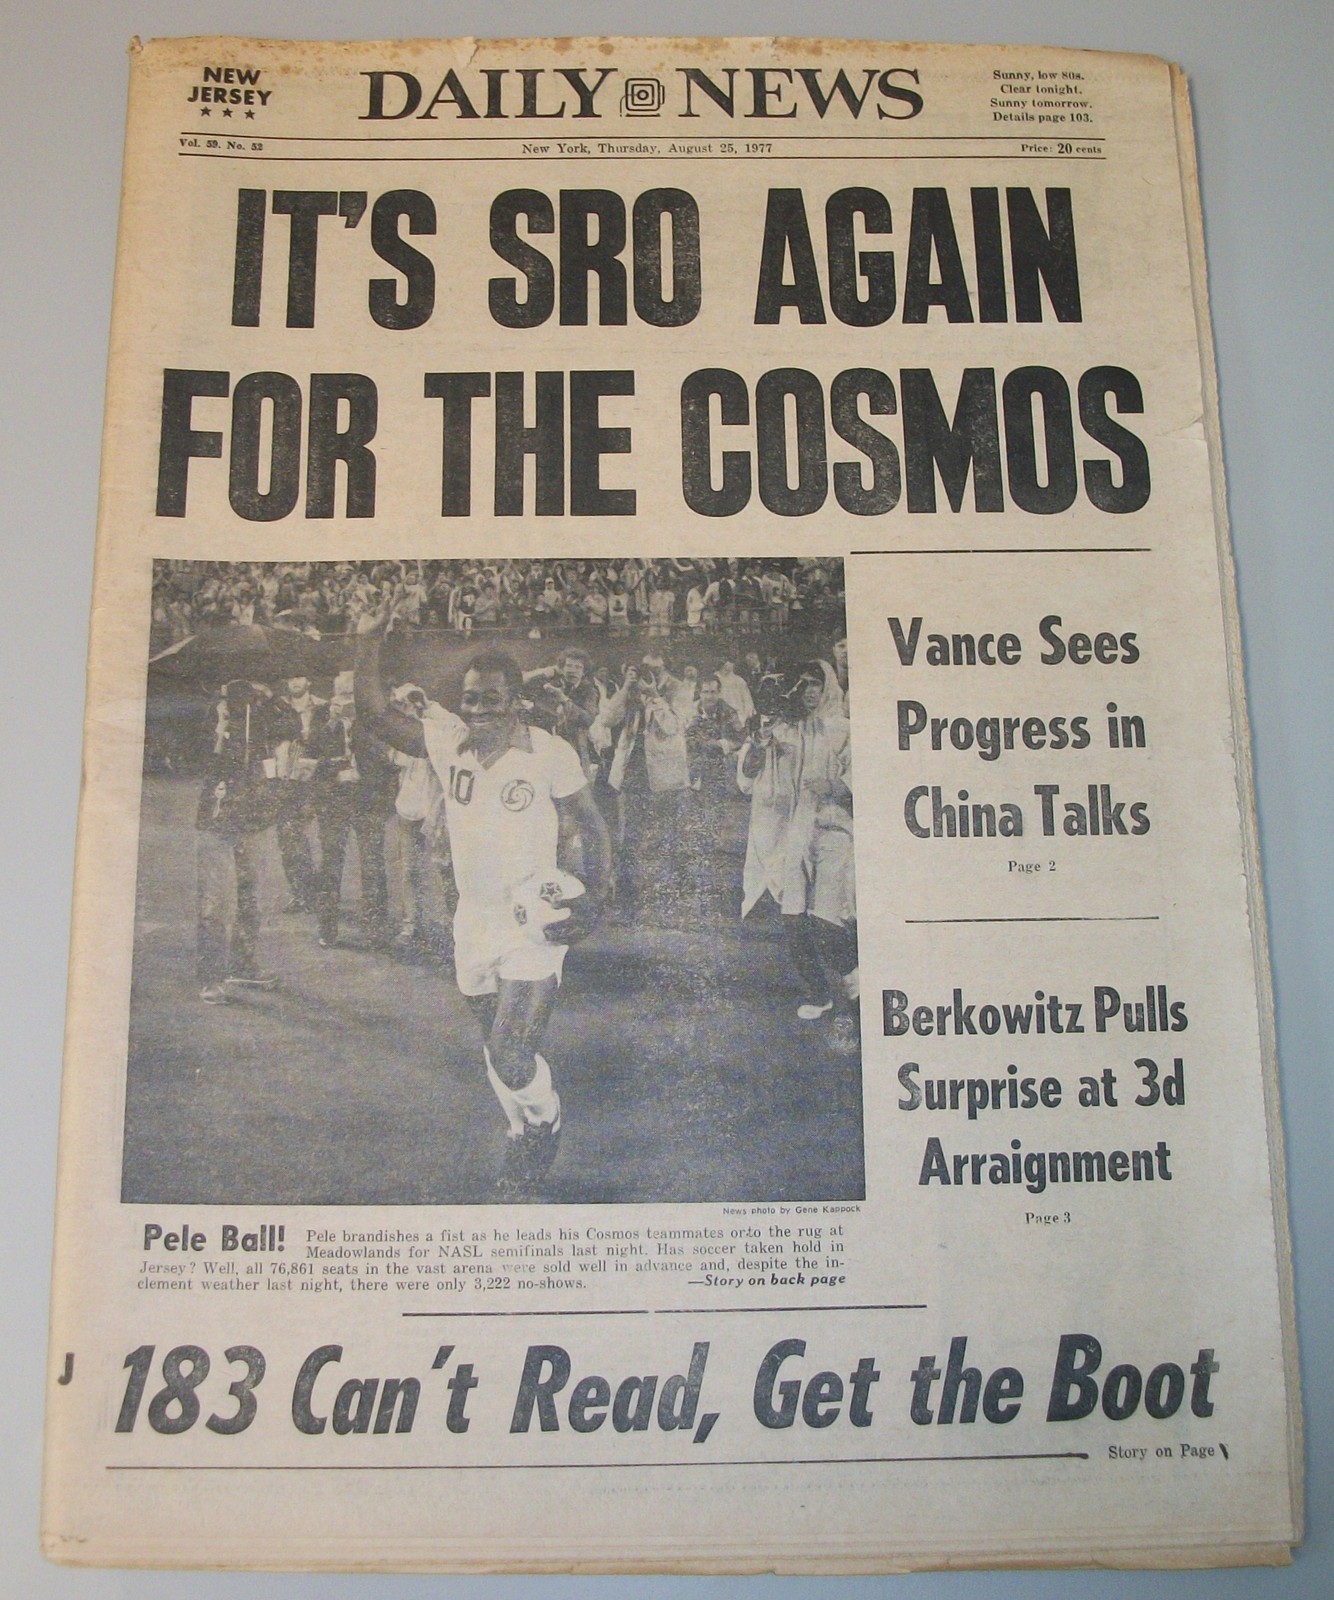 NEW
JERSEY
★ ★ ★
DAILY NEWS
Sunny, low 80s.
Clear tonight.
Sunny tomorrow.
Details page 103.
Vol. 59. No. 52
New York, Thursday, August 25, 1977
Price: 20 cents
IT'S SRO AGAIN
FOR THE COSMOS
10
Vance Sees
Progress in
China Talks
Page 2
Berkowitz Pulls
Surprise at 3d
Arraignment
Page 3
News photo by Gene Kappock
Pele Ball!
Pele brandishes a fist as he leads his Cosmos teammates onto the rug at
Meadowlands for NASL semifinals last night. Has soccer taken hold in
Jersey? Well, all 76,861 seats in the vast arena were sold well in advance and, despite the in-
clement weather last night, there were only 3,222 no-shows.
—Story on back page
J
183 Can't Read, Get the Boot
Story on Page